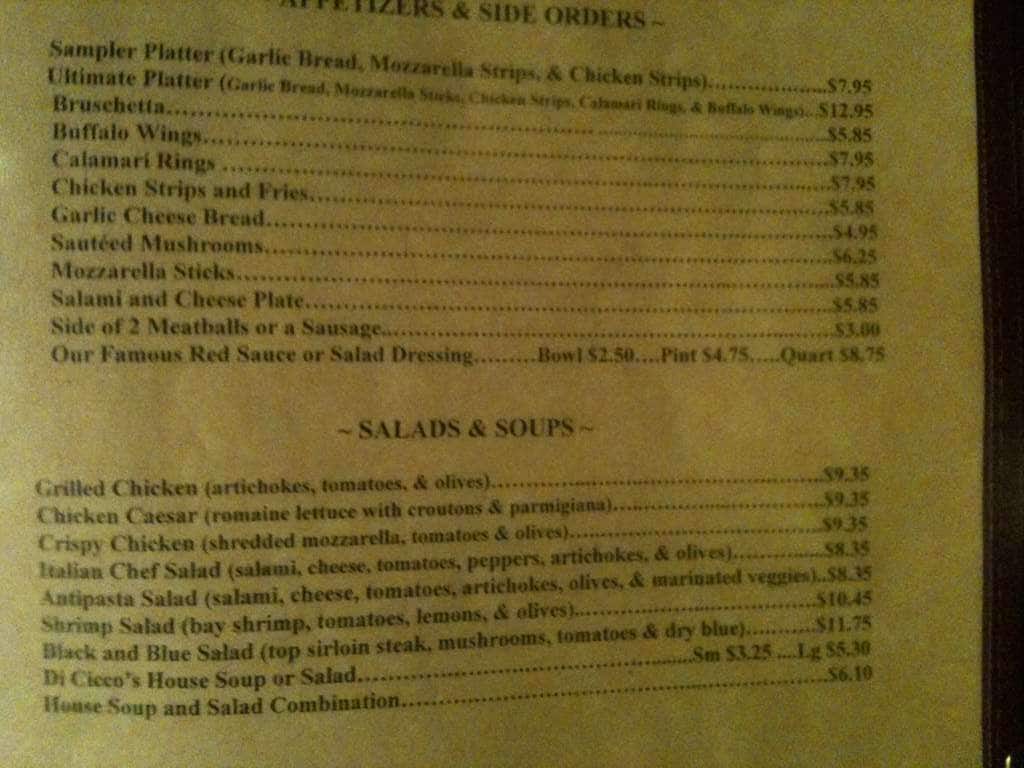 APPETIZERS & SIDE ORDERS ~
Sampler Platter (Garlic Bread, Mozzarella Strips, & Chicken Strips)..................$7.95
Ultimate Platter (Garlic Bread, Mozzarella Sticks, Chicken Strips, Calamari Rings, & Buffalo Wings)...$12.95
Bruschetta..................$5.85
Buffalo Wings..................$7.95
Calamari Rings ..................$7.95
Chicken Strips and Fries..................$5.85
Garlic Cheese Bread..................$4.95
Sautéed Mushrooms..................$6.25
Mozzarella Sticks..................$5.85
Salami and Cheese Plate..................$5.85
Side of 2 Meatballs or a Sausage..................$3.00
Our Famous Red Sauce or Salad Dressing.........Bowl $2.50....Pint $4.75.....Quart $8.75
~ SALADS & SOUPS ~
Grilled Chicken (artichokes, tomatoes, & olives)..................$9.35
Chicken Caesar (romaine lettuce with croutons & parmigiana)..................$9.35
Crispy Chicken (shredded mozzarella, tomatoes & olives)..................$9.35
Italian Chef Salad (salami, cheese, tomatoes, peppers, artichokes, & olives)............$8.35
Antipasta Salad (salami, cheese, tomatoes, artichokes, olives, & marinated veggies)..$8.35
Shrimp Salad (bay shrimp, tomatoes, lemons, & olives)..................$10.45
Black and Blue Salad (top sirloin steak, mushrooms, tomatoes & dry blue)..........$11.75
Di Cicco's House Soup or Salad..................Sm $3.25 ....Lg $5.30
House Soup and Salad Combination..................$6.10